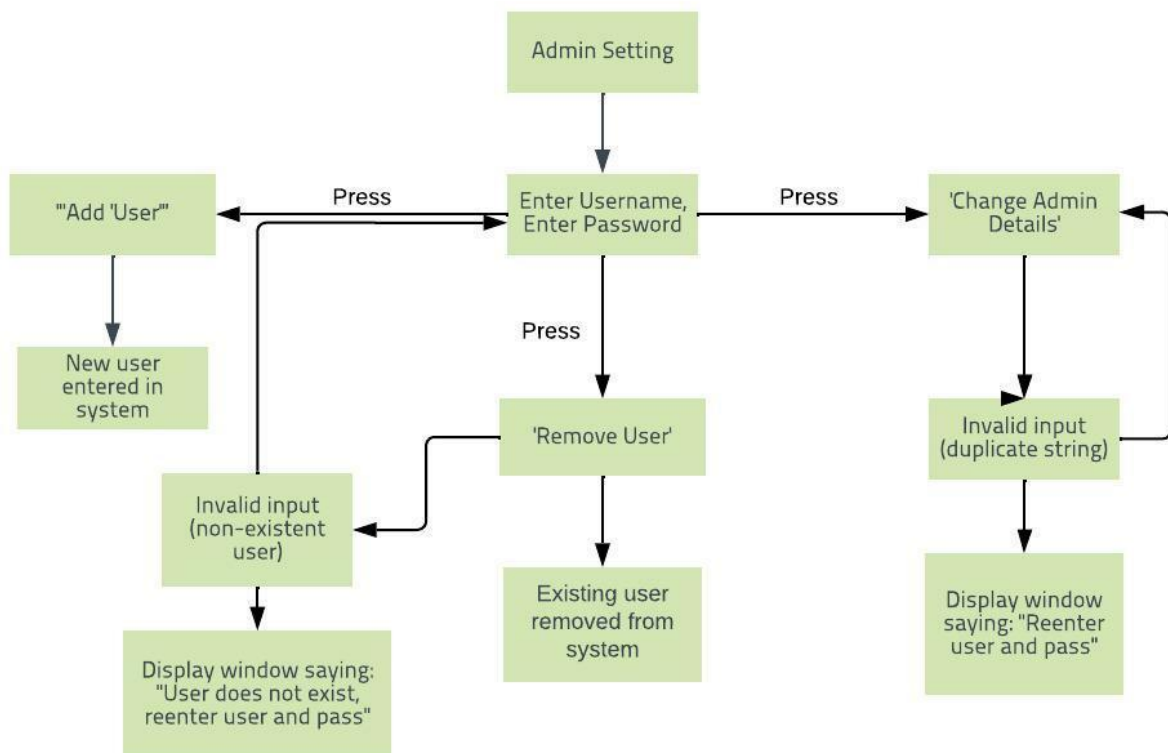 Admin Setting
"'Add 'User'"
Press
Enter Username,
Enter Password
Press
'Change Admin
Details'
Press
New user
entered in
system
'Remove User'
Invalid input
(duplicate string)
Invalid input
(non-existent
user)
Existing user
removed from
system
Display window
saying: "Reenter
user and pass"
Display window saying:
"User does not exist,
reenter user and pass"